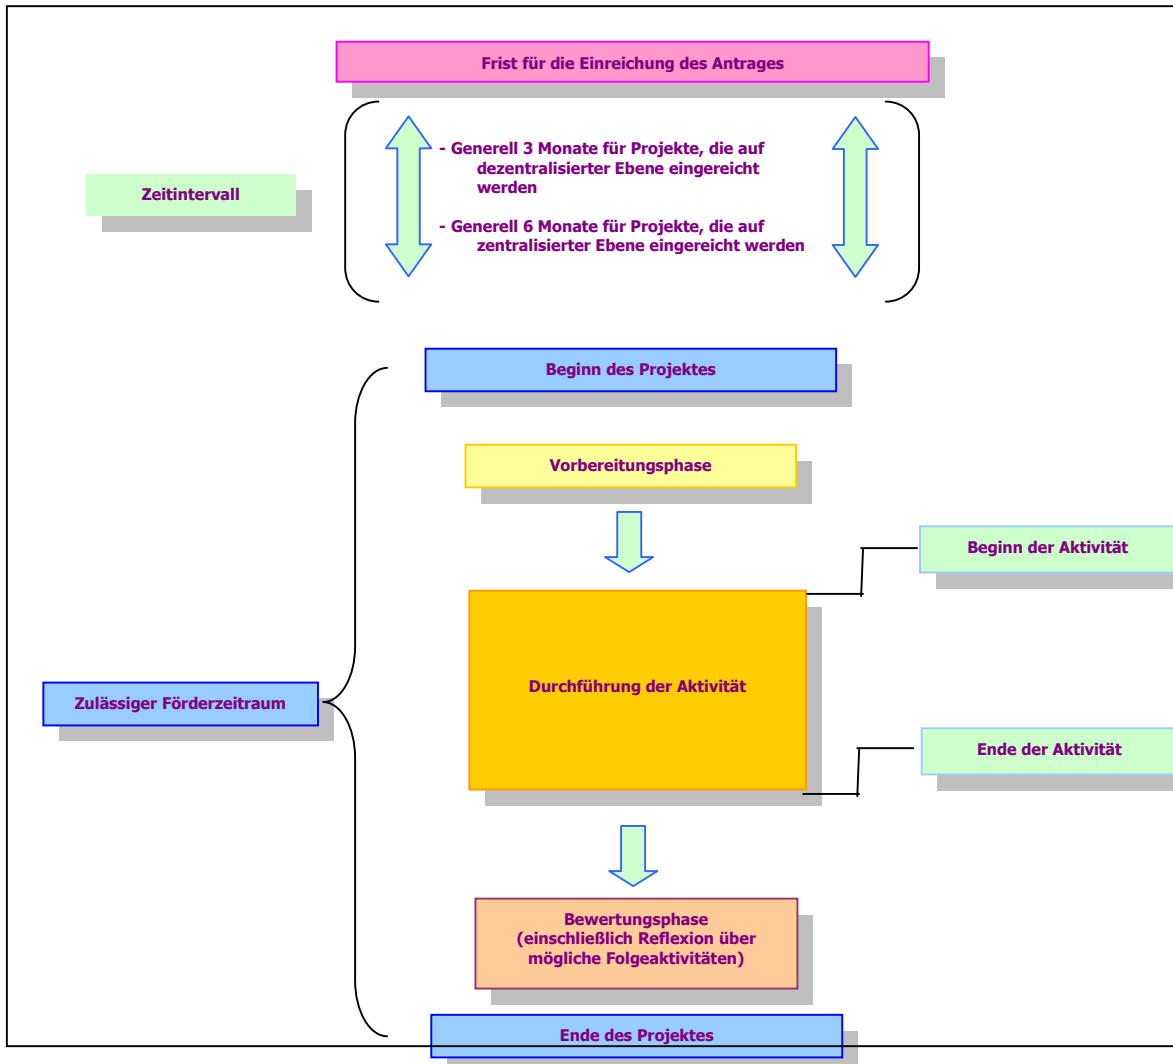 Frist für die Einreichung des Antrages
- Generell 3 Monate für Projekte, die auf
dezentralisierter Ebene eingereicht
werden
Zeitintervall
- Generell 6 Monate für Projekte, die auf
zentralisierter Ebene eingereicht werden
Beginn des Projektes
Vorbereitungsphase
Beginn der Aktivität
Durchführung der Aktivität
Zulässiger Förderzeitraum
Ende der Aktivität
Bewertungsphase
(einschließlich Reflexion über
mögliche Folgeaktivitäten)
Ende des Projektes